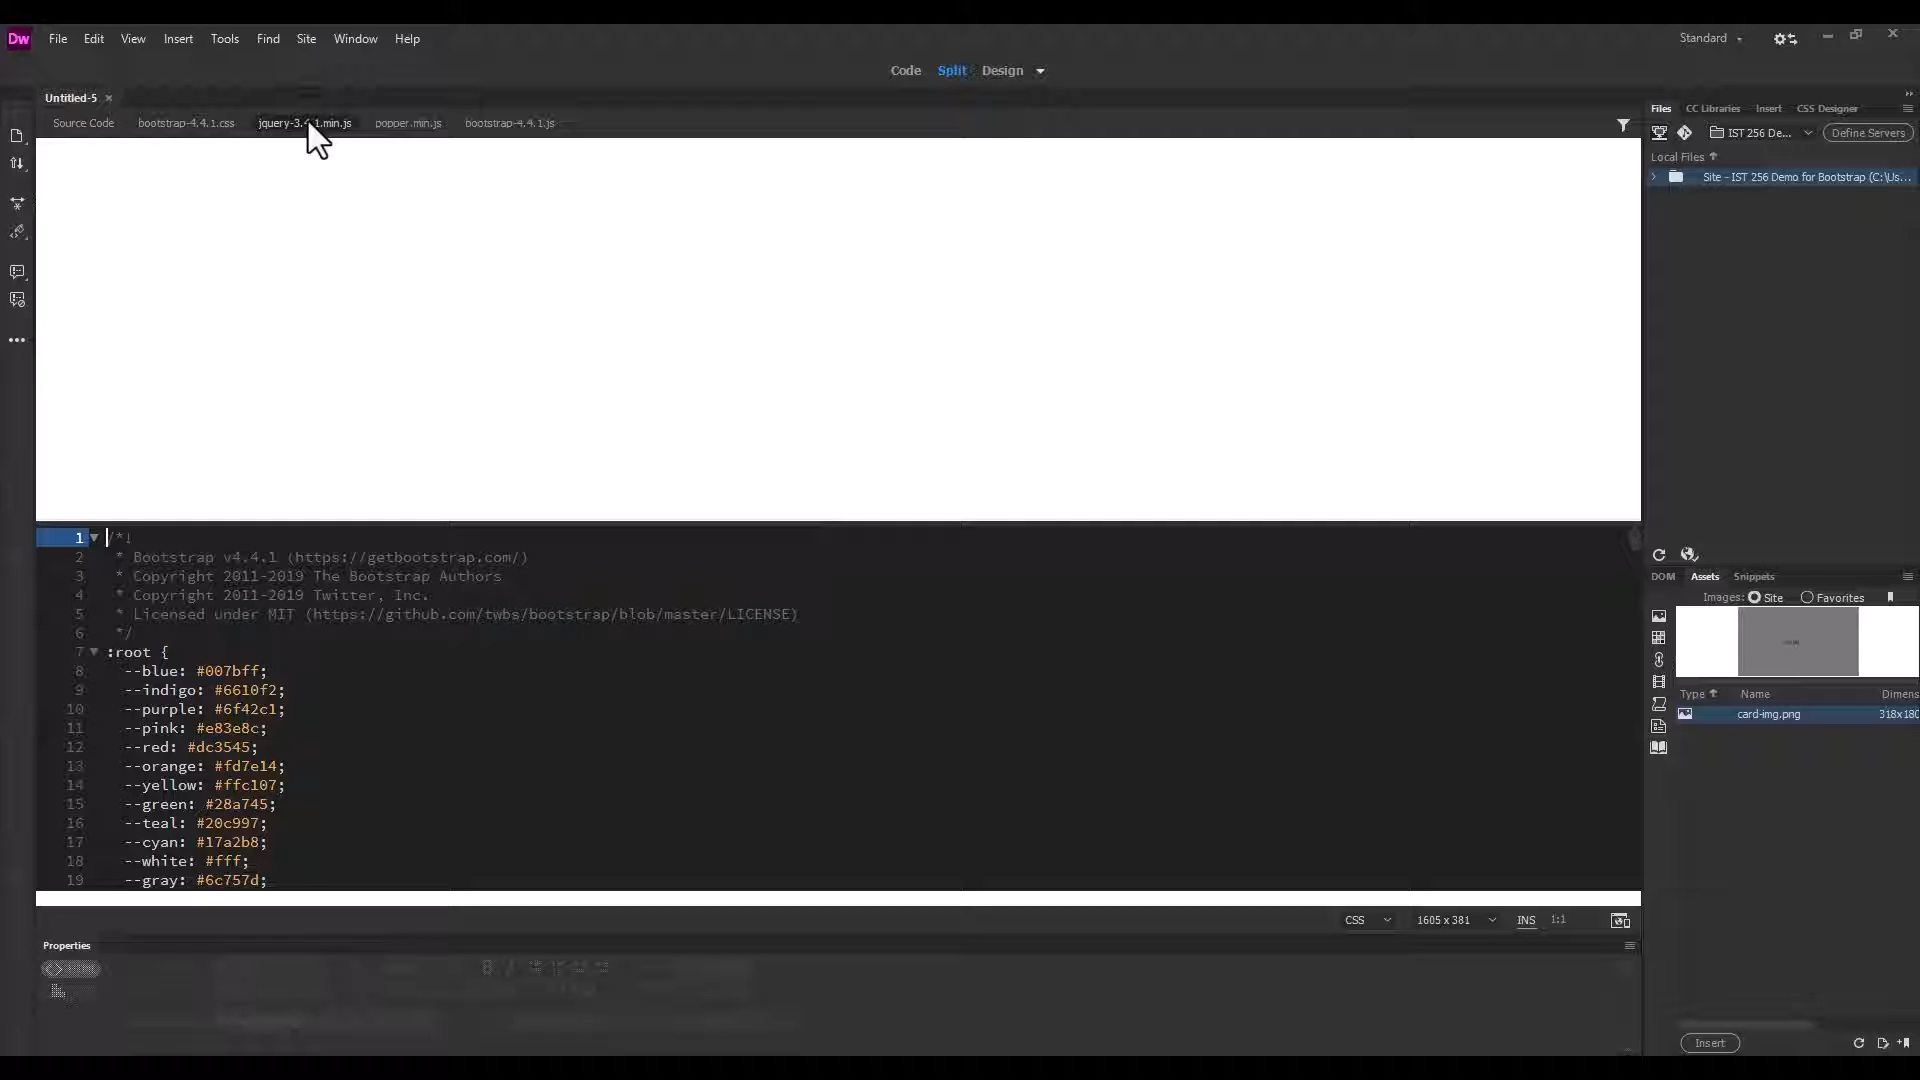 Dw File Edit View Insert Tools Find Site Window Help
Standard
Code Split Design
Untitled-5
Source Code bootstrap-4.4.1.css jquery-3.4.1.min.js popper.min.js bootstrap-4.4.1.js
Files CC Libraries Insert CSS Designer
IST 256 De... Define Servers
Local Files
Site - IST 256 Demo for Bootstrap (C:\Us...
1 /*!
2 * Bootstrap v4.4.1 (https://getbootstrap.com/)
3 * Copyright 2011-2019 The Bootstrap Authors
4 * Copyright 2011-2019 Twitter, Inc.
5 * Licensed under MIT (https://github.com/twbs/bootstrap/blob/master/LICENSE)
6 */
7 :root {
8 --blue: #007bff;
9 --indigo: #6610f2;
10 --purple: #6f42c1;
11 --pink: #e83e8c;
12 --red: #dc3545;
13 --orange: #fd7e14;
14 --yellow: #ffc107;
15 --green: #28a745;
16 --teal: #20c997;
17 --cyan: #17a2b8;
18 --white: #fff;
19 --gray: #6c757d;
CSS 1605 x 381 INS 1:1
Properties
DOM Assets Snippets
Images: Site Favorites
Type Name Dimens
card-img.png 318x180
Insert